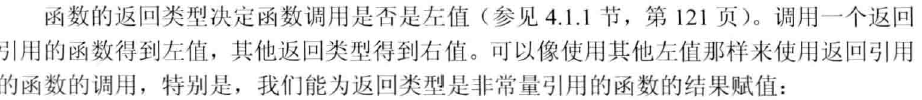 函数的返回类型决定函数调用是否是左值（参见 4.1.1 节，第 121 页）。调用一个返回
引用的函数得到左值，其他返回类型得到右值。可以像使用其他左值那样来使用返回引用
的函数的调用，特别是，我们能为返回类型是非常量引用的函数的结果赋值：